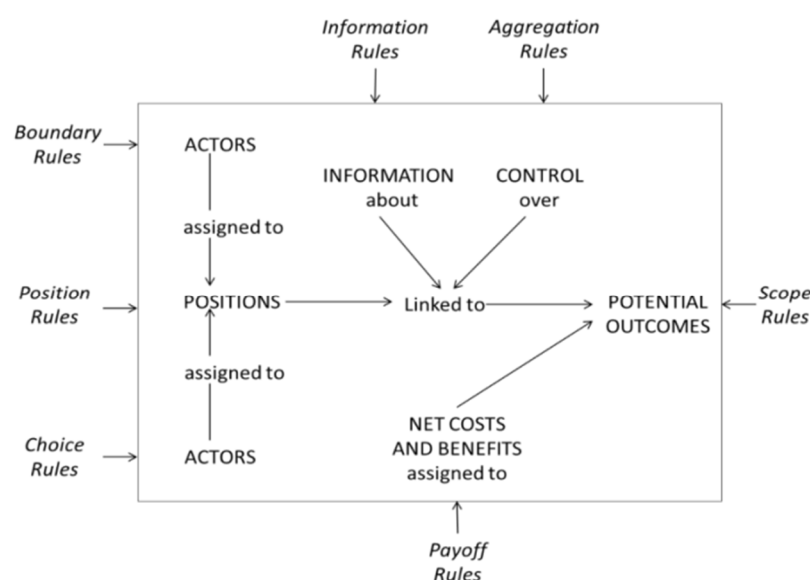 Information
Rules
Aggregation
Rules
Boundary
Rules
ACTORS
INFORMATION
about
CONTROL
over
assigned to
Position
Rules
POSITIONS
Linked to
POTENTIAL
OUTCOMES
Scope
Rules
assigned to
Choice
Rules
ACTORS
NET COSTS
AND BENEFITS
assigned to
Payoff
Rules